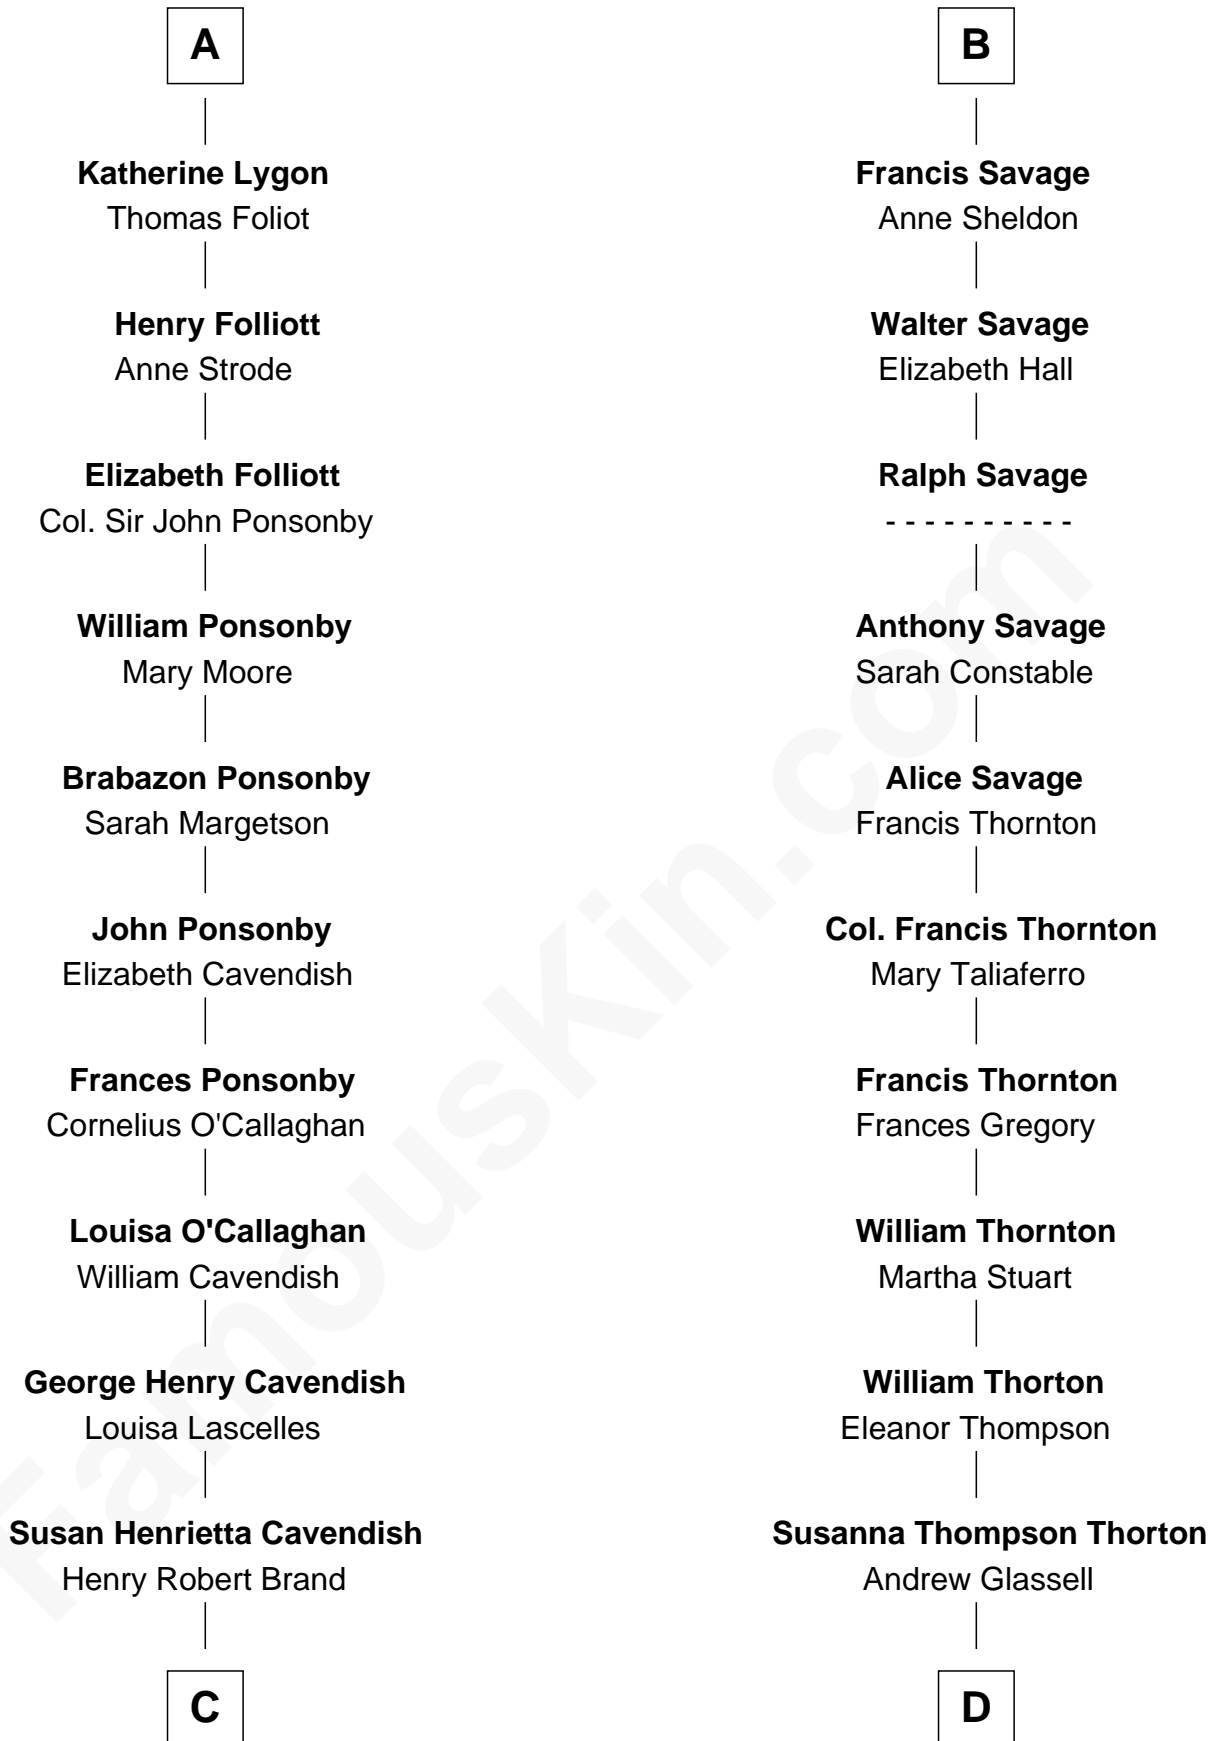 A
Katherine Lygon
Thomas Foliot
Henry Folliott
Anne Strode
Elizabeth Folliott
Col. Sir John Ponsonby
William Ponsonby
Mary Moore
Brabazon Ponsonby
Sarah Margetson
John Ponsonby
Elizabeth Cavendish
Frances Ponsonby
Cornelius O'Callaghan
Louisa O'Callaghan
William Cavendish
George Henry Cavendish
Louisa Lascelles
Susan Henrietta Cavendish
Henry Robert Brand
C
B
Francis Savage
Anne Sheldon
Walter Savage
Elizabeth Hall
Ralph Savage
- - - - - - - - - -
Anthony Savage
Sarah Constable
Alice Savage
Francis Thornton
Col. Francis Thornton
Mary Taliaferro
Francis Thornton
Frances Gregory
William Thornton
Martha Stuart
William Thorton
Eleanor Thompson
Susanna Thompson Thorton
Andrew Glassell
D
FamousKin.com